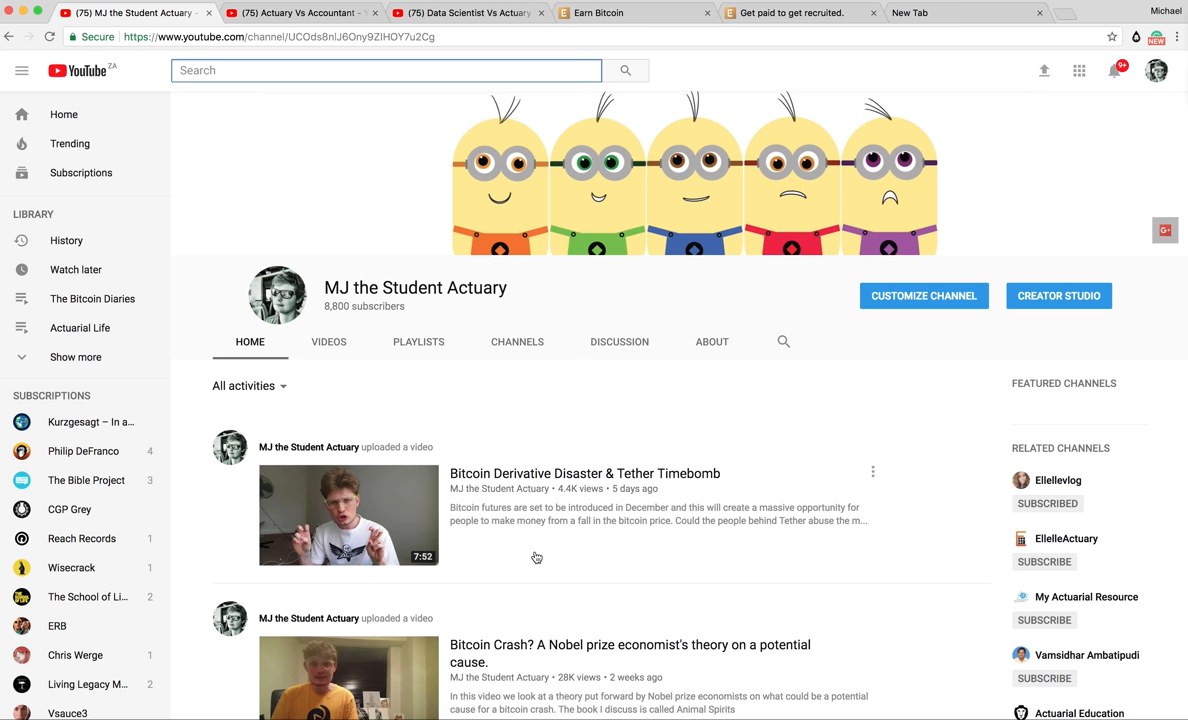 (75) MJ the Student Actuary -
(75) Actuary Vs Accountant - Y
(75) Data Scientist Vs Actuary
Earn Bitcoin
Get paid to get recruited.
New Tab
Michael
Secure
https://www.youtube.com/channel/UCOds8nlJ6Ony9ZIHOY7u2Cg
NEW
YouTube ZA
Search
9+
Home
Trending
Subscriptions
LIBRARY
History
Watch later
The Bitcoin Diaries
Actuarial Life
Show more
SUBSCRIPTIONS
Kurzgesagt – In a...
Philip DeFranco 4
The Bible Project 3
CGP Grey
Reach Records 1
Wisecrack 1
The School of Li... 2
ERB
Chris Werge 1
Living Legacy M... 2
Vsauce3
G+
MJ the Student Actuary
8,800 subscribers
CUSTOMIZE CHANNEL
CREATOR STUDIO
HOME
VIDEOS
PLAYLISTS
CHANNELS
DISCUSSION
ABOUT
All activities
MJ the Student Actuary uploaded a video
7:52
Bitcoin Derivative Disaster & Tether Timebomb
MJ the Student Actuary • 4.4K views • 5 days ago
Bitcoin futures are set to be introduced in December and this will create a massive opportunity for
people to make money from a fall in the bitcoin price. Could the people behind Tether abuse the m...
MJ the Student Actuary uploaded a video
Bitcoin Crash? A Nobel prize economist's theory on a potential
cause.
MJ the Student Actuary • 28K views • 2 weeks ago
In this video we look at a theory put forward by Nobel prize economists on what could be a potential
cause for a bitcoin crash. The book I discuss is called Animal Spirits
FEATURED CHANNELS
RELATED CHANNELS
Ellellevlog
SUBSCRIBED
ElleIleActuary
SUBSCRIBE
My Actuarial Resource
SUBSCRIBE
Vamsidhar Ambatipudi
SUBSCRIBE
Actuarial Education